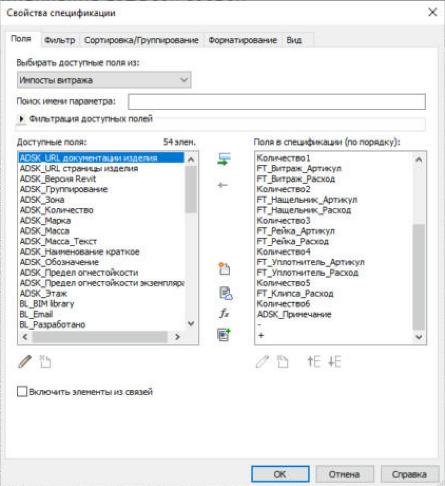 Свойства спецификации
Поля Фильтр Сортировка/Группирование Форматирование Вид
Выбирать доступные поля из:
Импосты витража
Поиск имени параметра:
Фильтрация доступных полей
Доступные поля: 54 элем.
ADSK_URL документации изделия
ADSK_URL страницы изделия
ADSK_Версия Revit
ADSK_Группирование
ADSK_Зона
ADSK_Количество
ADSK_Марка
ADSK_Масса
ADSK_Масса_Текст
ADSK_Наименование краткое
ADSK_Обозначение
ADSK_Предел огнестойкости
ADSK_Предел огнестойкости экземпляра
ADSK_Этаж
BL_BIM library
BL_Email
BL_Разработано
Поля в спецификации (по порядку):
Количество1
FT_Витраж_Артикул
FT_Витраж_Расход
Количество2
FT_Нащельник_Артикул
FT_Нащельник_Расход
Количество3
FT_Рейка_Артикул
FT_Рейка_Расход
Количество4
FT_Уплотнитель_Артикул
FT_Уплотнитель_Расход
Количество5
FT_Клипса_Расход
Количество6
ADSK_Примечание
-
+
Включить элементы из связей
OK Отмена Справка